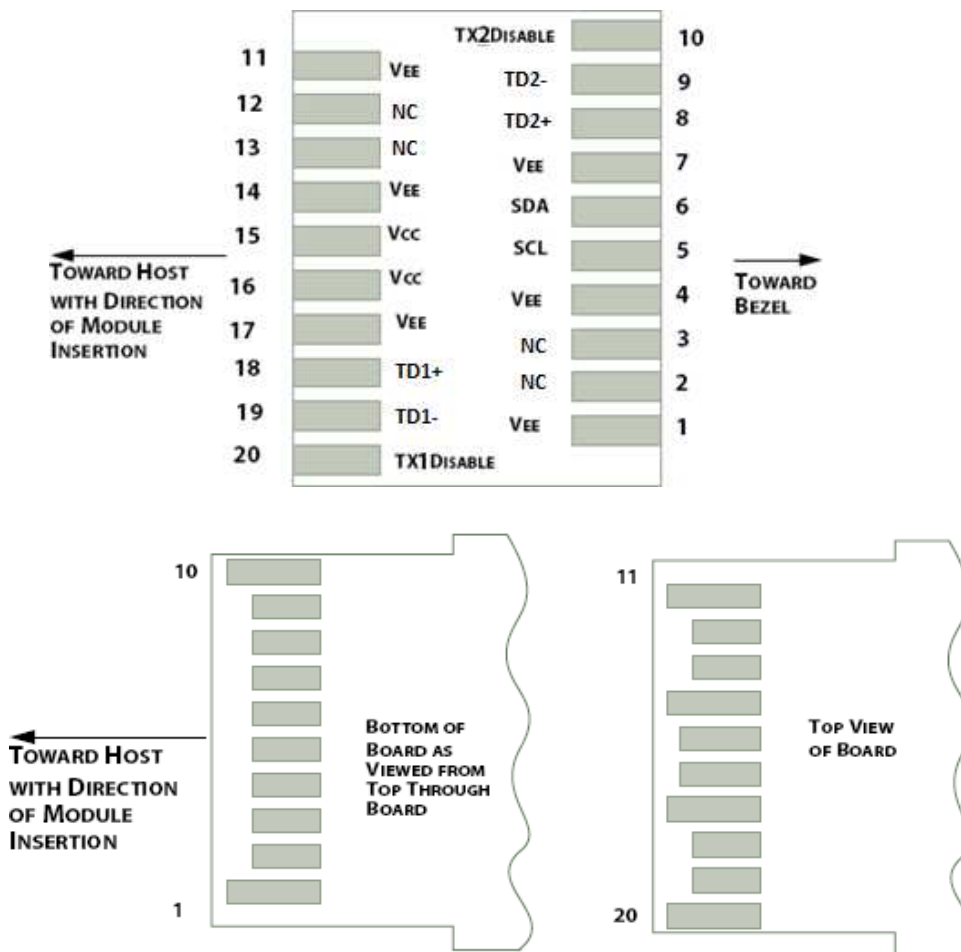 TX2DISABLE 10
11 VEE
TD2- 9
12 NC
TD2+ 8
13 NC
VEE 7
14 VEE
SDA 6
15 VCC
SCL 5
16 VCC
VEE 4
17 VEE
NC 3
18 TD1+
NC 2
19 TD1-
VEE 1
20 TX1DISABLE
TOWARD HOST
WITH DIRECTION
OF MODULE
INSERTION
TOWARD
BEZEL
10
1
TOWARD HOST
WITH DIRECTION
OF MODULE
INSERTION
BOTTOM OF
BOARD AS
VIEWED FROM
TOP THROUGH
BOARD
11
20
TOP VIEW
OF BOARD